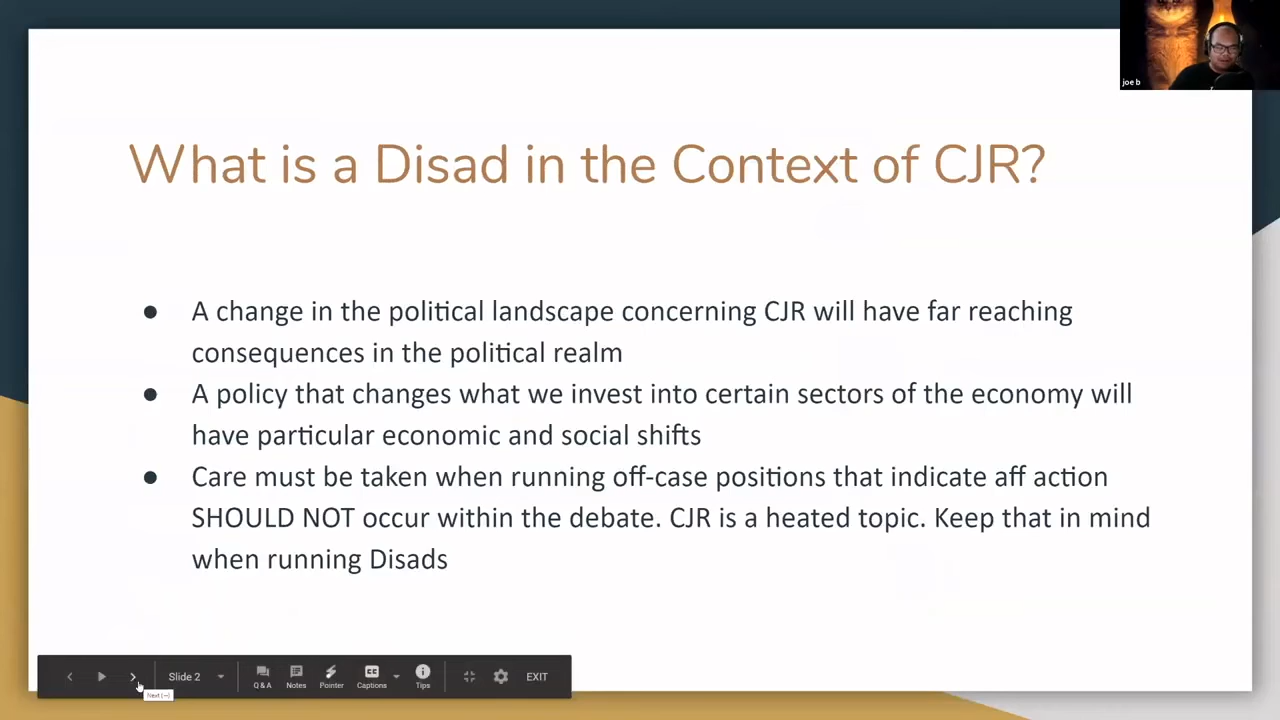 joe b
What is a Disad in the Context of CJR?
● A change in the political landscape concerning CJR will have far reaching
consequences in the political realm
● A policy that changes what we invest into certain sectors of the economy will
have particular economic and social shifts
● Care must be taken when running off-case positions that indicate aff action
SHOULD NOT occur within the debate. CJR is a heated topic. Keep that in mind
when running Disads
Slide 2
Q & A
Notes
Pointer
CC
Captions
Tips
EXIT
Next (→)